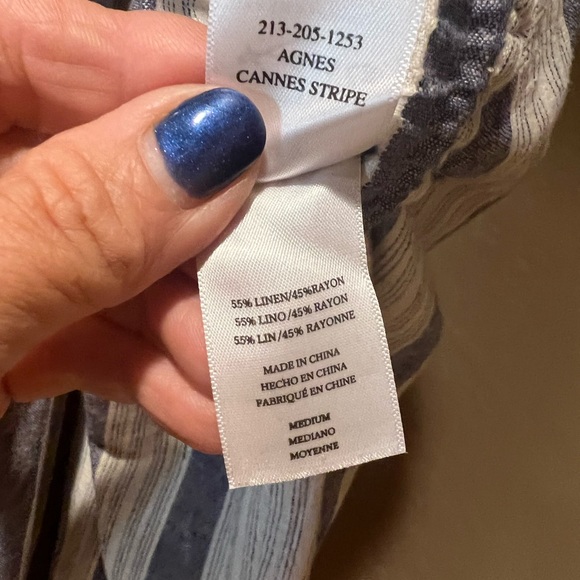 213-205-1253
AGNES
CANNES STRIPE
55% LINEN/45%RAYON
55% LINO/45% RAYON
55% LIN/45% RAYONNE
MADE IN CHINA
HECHO EN CHINA
FABRIQUÉ EN CHINE
MEDIUM
MEDIANO
MOYENNE